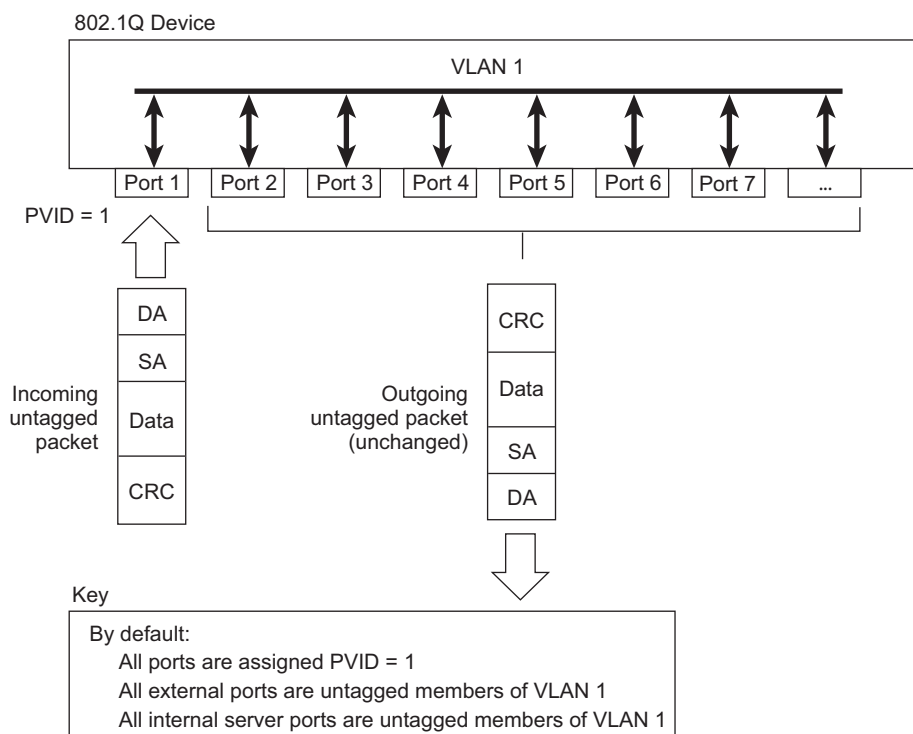 802.1Q Device
VLAN 1
Port 1
Port 2
Port 3
Port 4
Port 5
Port 6
Port 7
...
PVID = 1
Incoming
untagged
packet
DA
SA
Data
CRC
Outgoing
untagged packet
(unchanged)
CRC
Data
SA
DA
Key
By default:
All ports are assigned PVID = 1
All external ports are untagged members of VLAN 1
All internal server ports are untagged members of VLAN 1